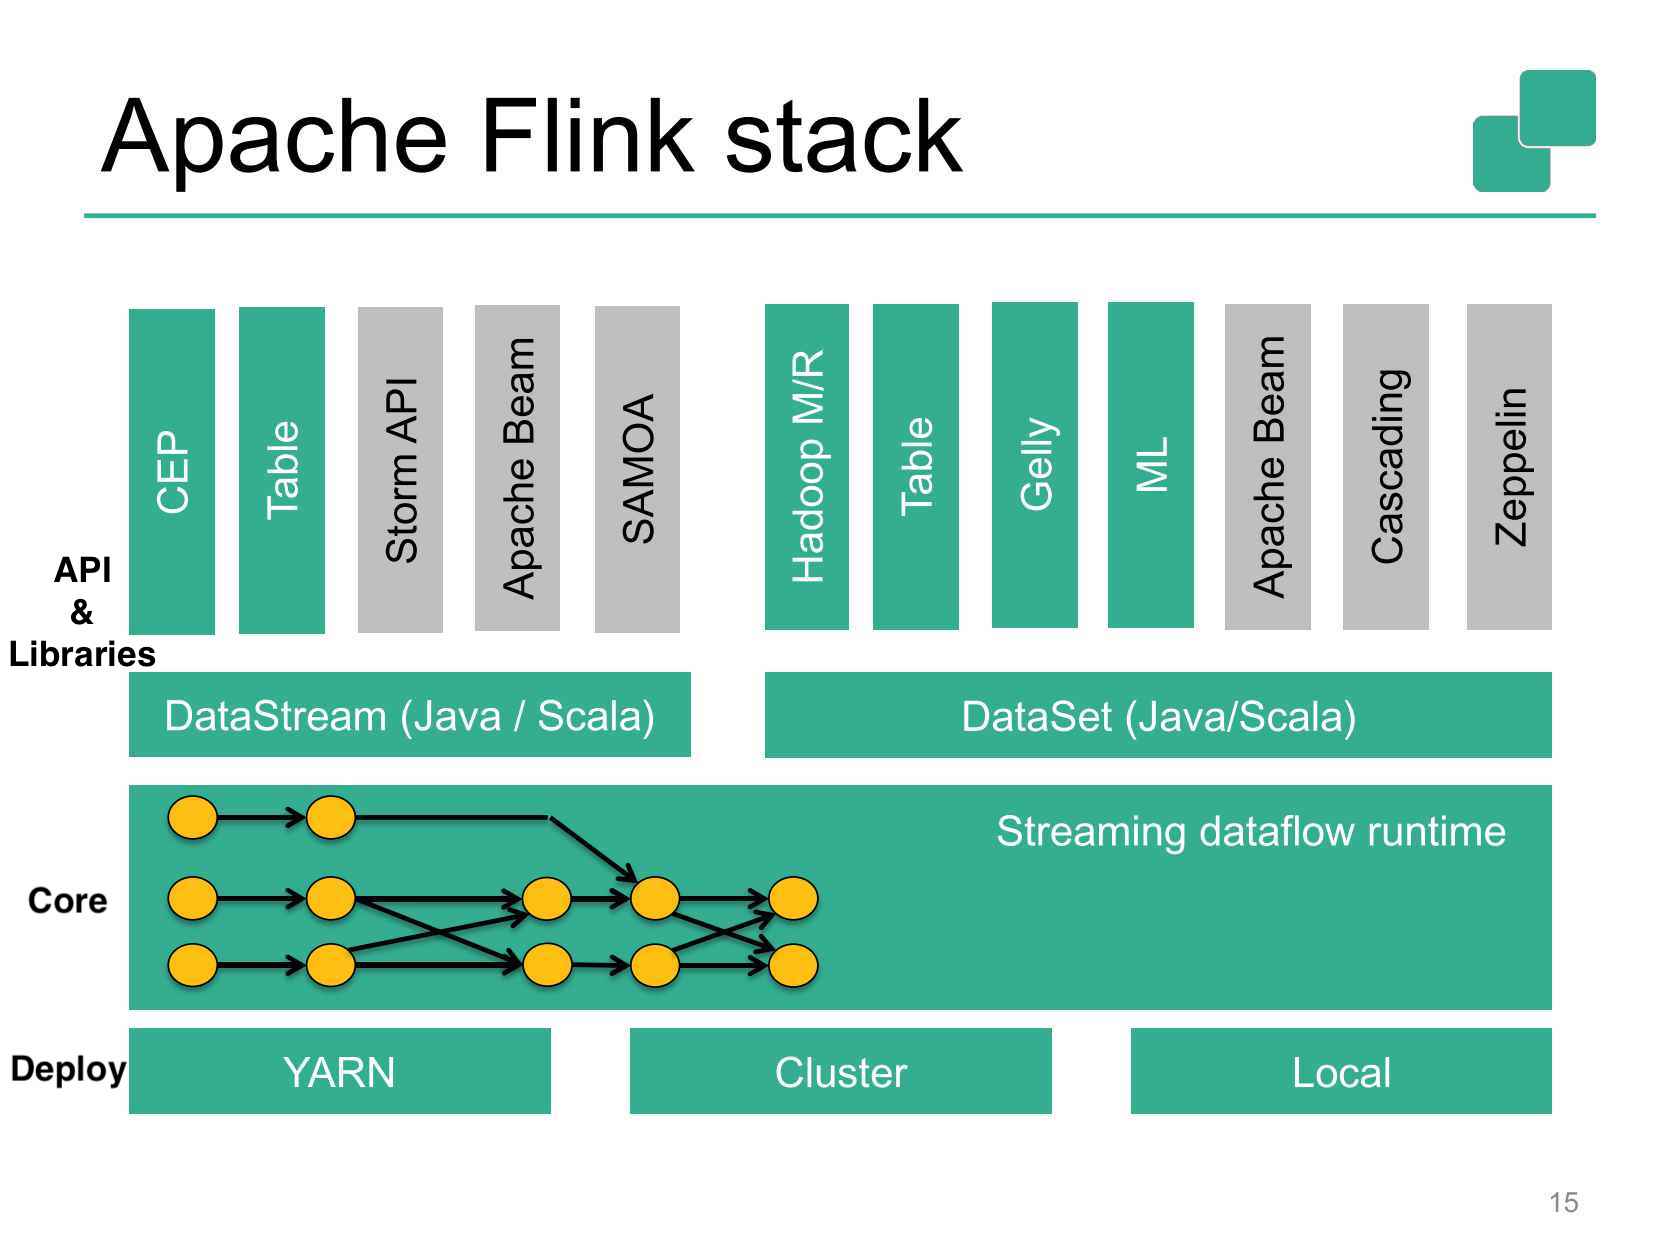 Apache Flink stack
CEP
Table
Storm API
Apache Beam
SAMOA
Hadoop M/R
Table
Gelly
ML
Apache Beam
Cascading
Zeppelin
API
&
Libraries
DataStream (Java / Scala)
DataSet (Java/Scala)
Streaming dataflow runtime
Core
Deploy
YARN
Cluster
Local
15